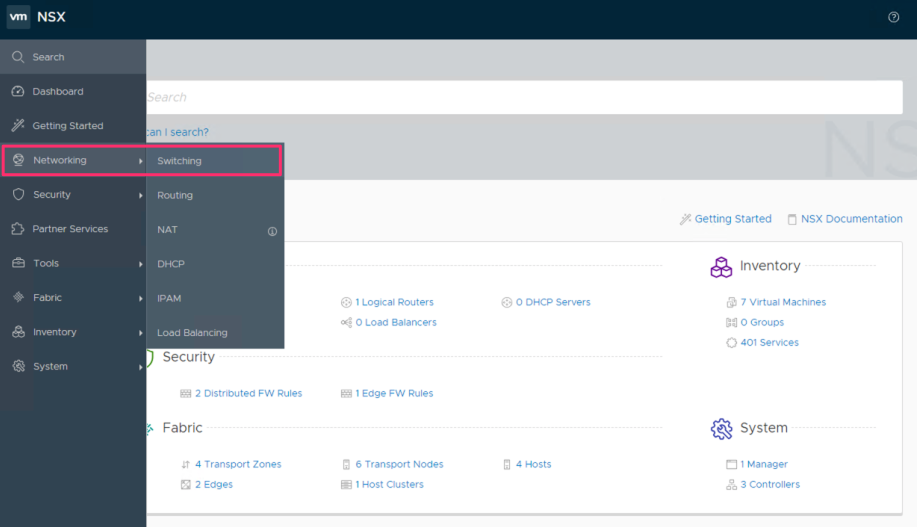 vm NSX
Search
Dashboard
Getting Started
Networking
Security
Partner Services
Tools
Fabric
Inventory
System
Switching
Routing
NAT
DHCP
IPAM
Load Balancing
Search
can I search?
NS
Getting Started NSX Documentation
1 Logical Routers 0 DHCP Servers
0 Load Balancers
Security
2 Distributed FW Rules 1 Edge FW Rules
Fabric
4 Transport Zones 6 Transport Nodes 4 Hosts
2 Edges 1 Host Clusters
Inventory
7 Virtual Machines
0 Groups
401 Services
System
1 Manager
3 Controllers